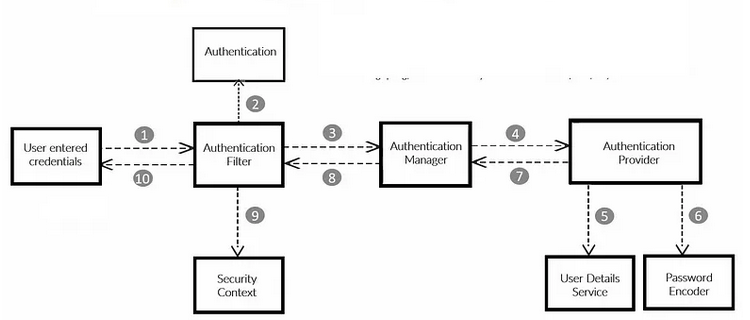 Authentication
2
User entered
credentials
1
10
Authentication
Filter
3
8
Authentication
Manager
4
7
Authentication
Provider
9
5
6
Security
Context
User Details
Service
Password
Encoder